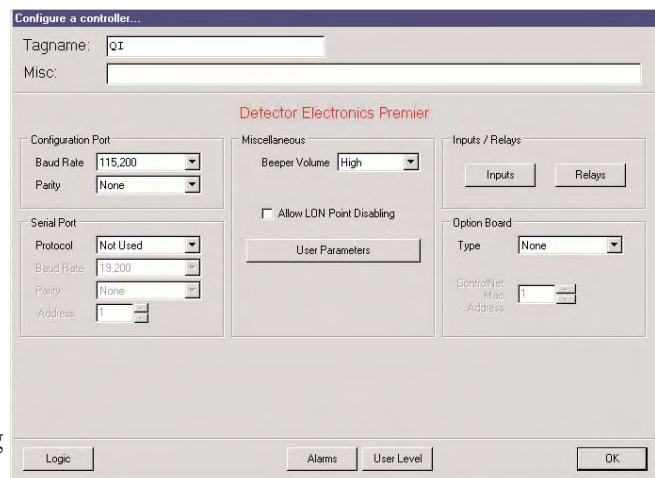 Configure a controller...
Tagname: QI
Misc:
Detector Electronics Premier
Configuration Port
Baud Rate 115,200
Parity None
Serial Port
Protocol Not Used
Baud Rate 19,200
Parity None
Address 1
Miscellaneous
Beeper Volume High
Allow LON Point Disabling
User Parameters
Inputs / Relays
Inputs Relays
Option Board
Type None
ControlNet
Mac 1
Address
g
Logic Alarms User Level OK